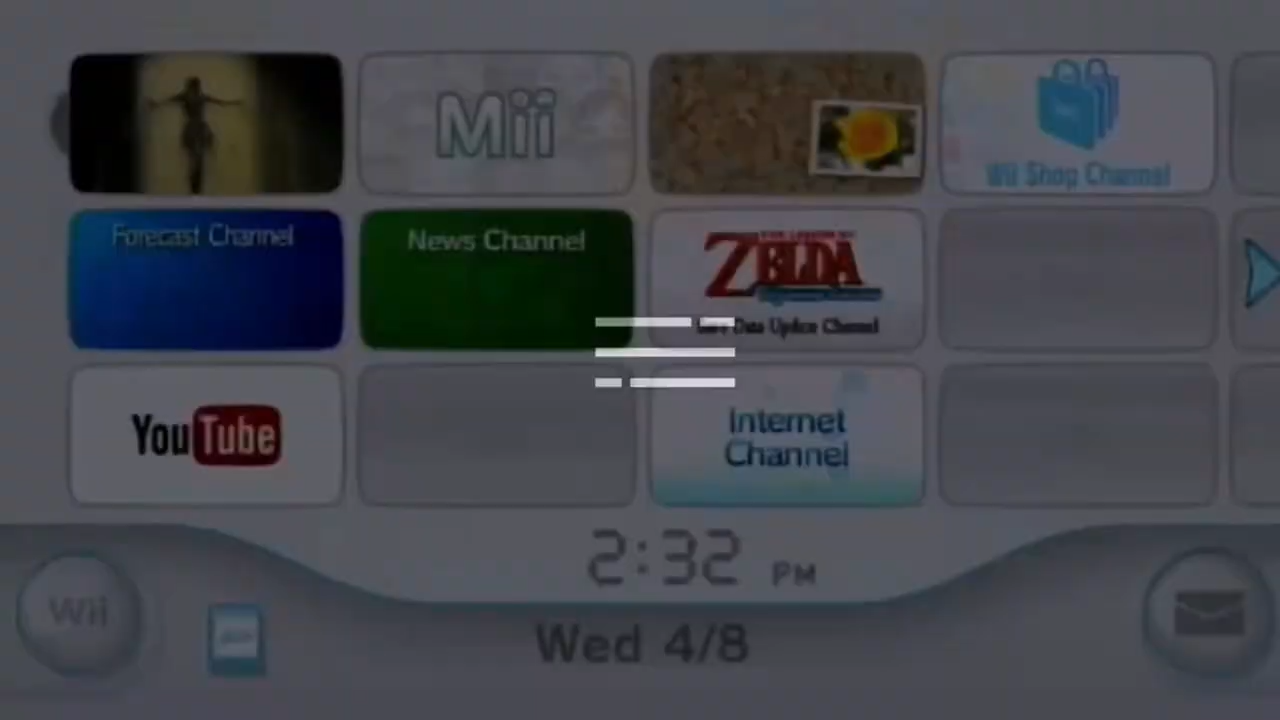 Mii
Wii Shop Channel
Forecast Channel
News Channel
ZELDA
Data Update Channel
YouTube
Internet
Channel
2:32 PM
Wii
Wed 4/8